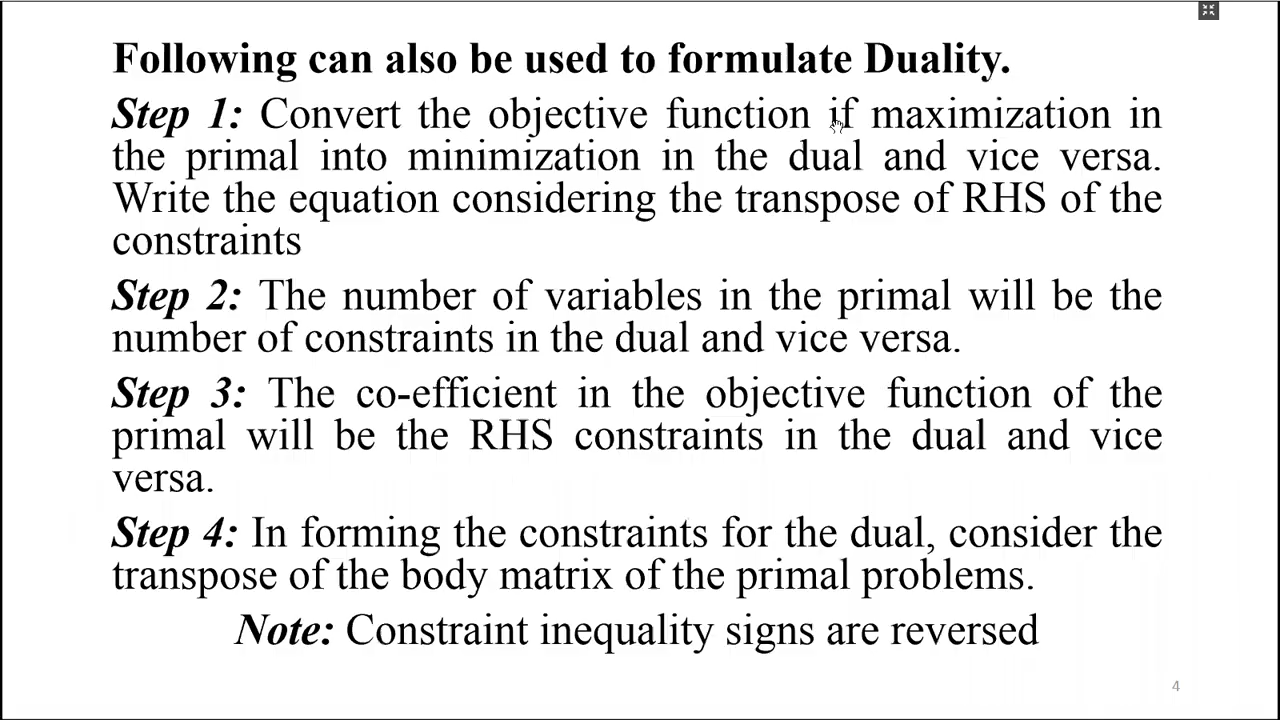 Following can also be used to formulate Duality.
Step 1: Convert the objective function if maximization in
the primal into minimization in the dual and vice versa.
Write the equation considering the transpose of RHS of the
constraints
Step 2: The number of variables in the primal will be the
number of constraints in the dual and vice versa.
Step 3: The co-efficient in the objective function of the
primal will be the RHS constraints in the dual and vice
versa.
Step 4: In forming the constraints for the dual, consider the
transpose of the body matrix of the primal problems.
Note: Constraint inequality signs are reversed
4